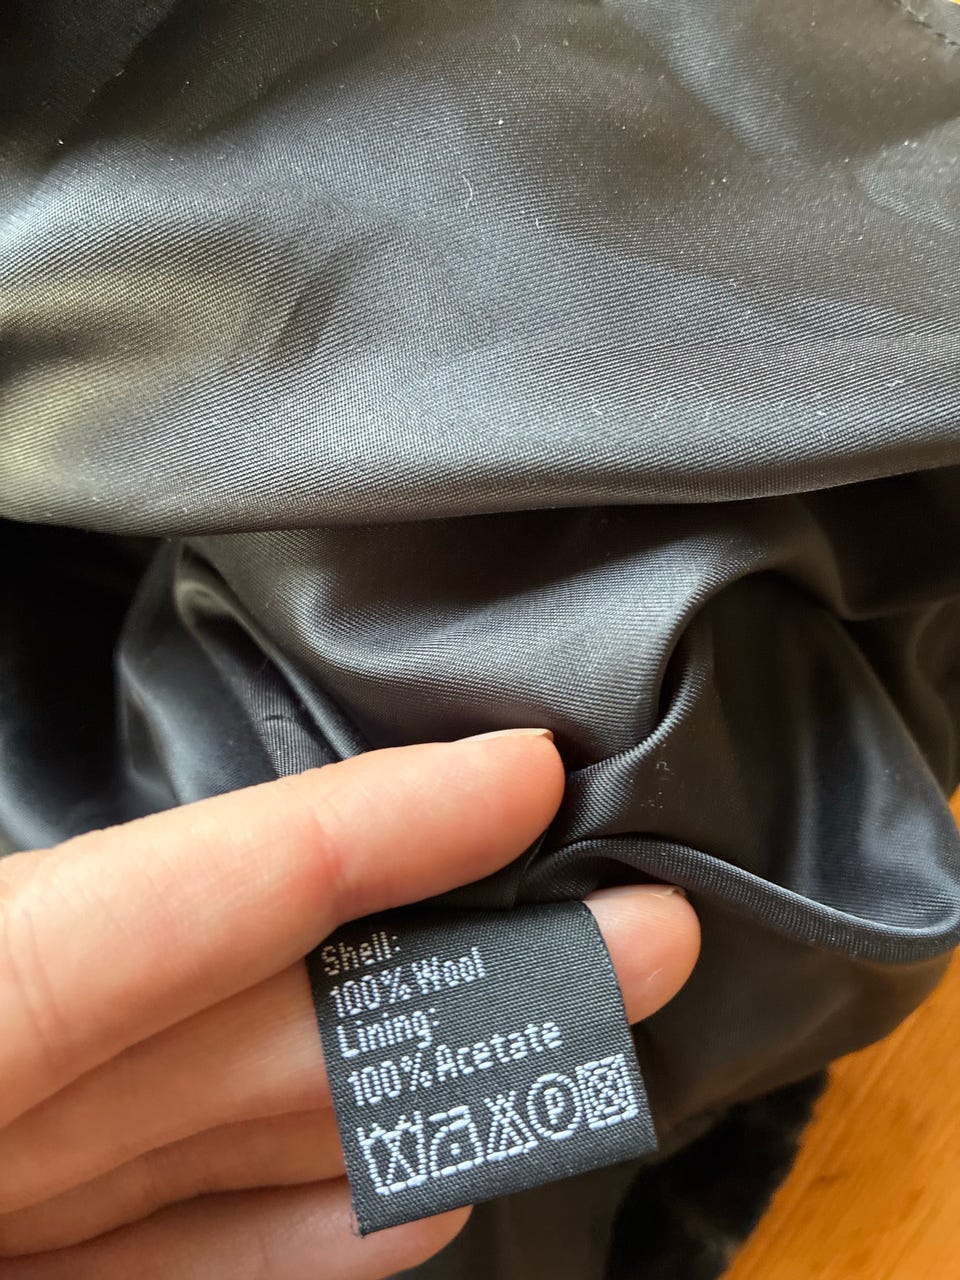 Shell:
100% Wool
Lining:
100% Acetate
P